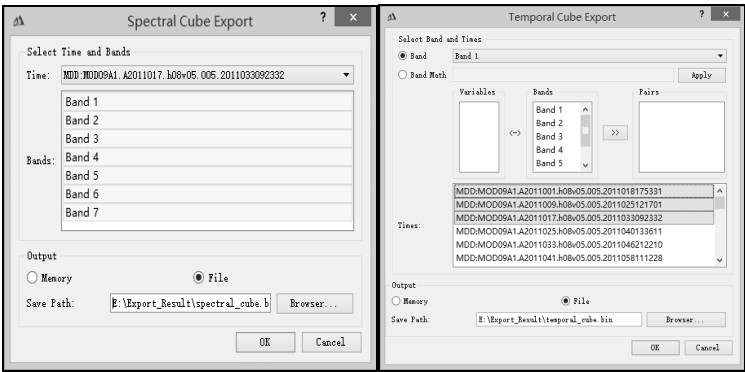 Spectral Cube Export
? ×
Select Time and Bands
Time: MDD:MOD09A1.A2011017.h08v05.005.2011033092332
Band 1
Band 2
Band 3
Bands: Band 4
Band 5
Band 6
Band 7
Output
Memory File
Save Path: E:\Export_Result\spectral_cube.b Browser...
OK Cancel
Temporal Cube Export
? ×
Select Band and Times
Band Band 1
Band Math Apply
Variables Bands Pairs
Band 1
Band 2
<-> Band 3 >>
Band 4
Band 5
MDD:MOD09A1.A2011001.h08v05.005.2011018175331
MDD:MOD09A1.A2011009.h08v05.005.2011025121701
MDD:MOD09A1.A2011017.h08v05.005.2011033092332
Times: MDD:MOD09A1.A2011025.h08v05.005.2011040133611
MDD:MOD09A1.A2011033.h08v05.005.2011046212210
MDD:MOD09A1.A2011041.h08v05.005.2011058111228
Output
Memory File
Save Path: E:\Export_Result\temporal_cube.bin Browser...
OK Cancel